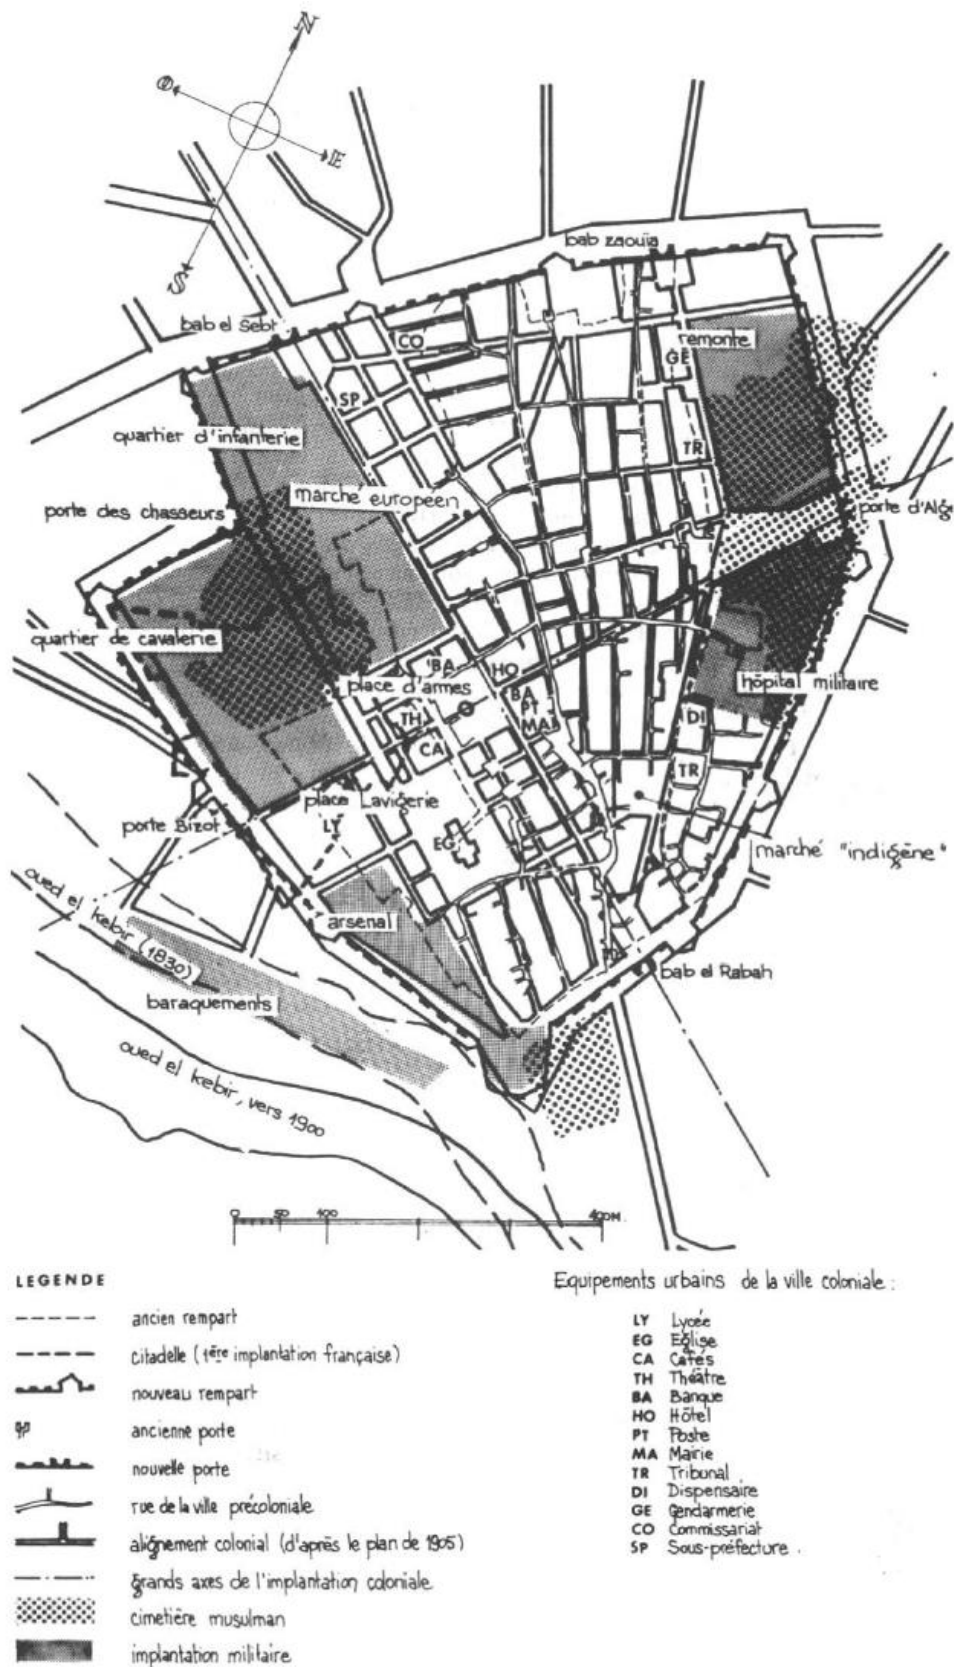 N
O
E
S
bab zaouia
bab el Sebt
CO
remonte
GE
SP
quartier d'infanterie
TR
marché européen
porte des chasseurs
porte d'Alge
quartier de cavalerie
BA
HO
place d'armes
hôpital militaire
BA
PT
TH
MA
DI
CA
TR
place Lavigerie
porte Bizot
LY
EG
marché "indigène"
oued el kebir (1830)
arsenal
bab el Rabah
baraquements
oued el kebir, vers 1900
0 50 100 400M.
LEGENDE
ancien rempart
citadelle (1ère implantation française)
nouveau rempart
ancienne porte
nouvelle porte
rue de la ville précoloniale
alignement colonial (d'après le plan de 1905)
grands axes de l'implantation coloniale
cimetière musulman
implantation militaire
Equipements urbains de la ville coloniale :
LY Lycée
EG Eglise
CA Cafés
TH Théâtre
BA Banque
HO Hôtel
PT Poste
MA Mairie
TR Tribunal
DI Dispensaire
GE Gendarmerie
CO Commissariat
SP Sous-préfecture.